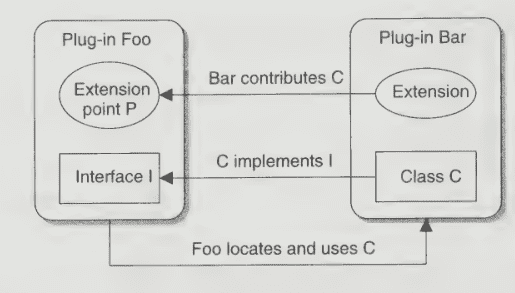 Plug-in Foo
Plug-in Bar
Extension
point P
Bar contributes C
Extension
Interface I
C implements I
Class C
Foo locates and uses C